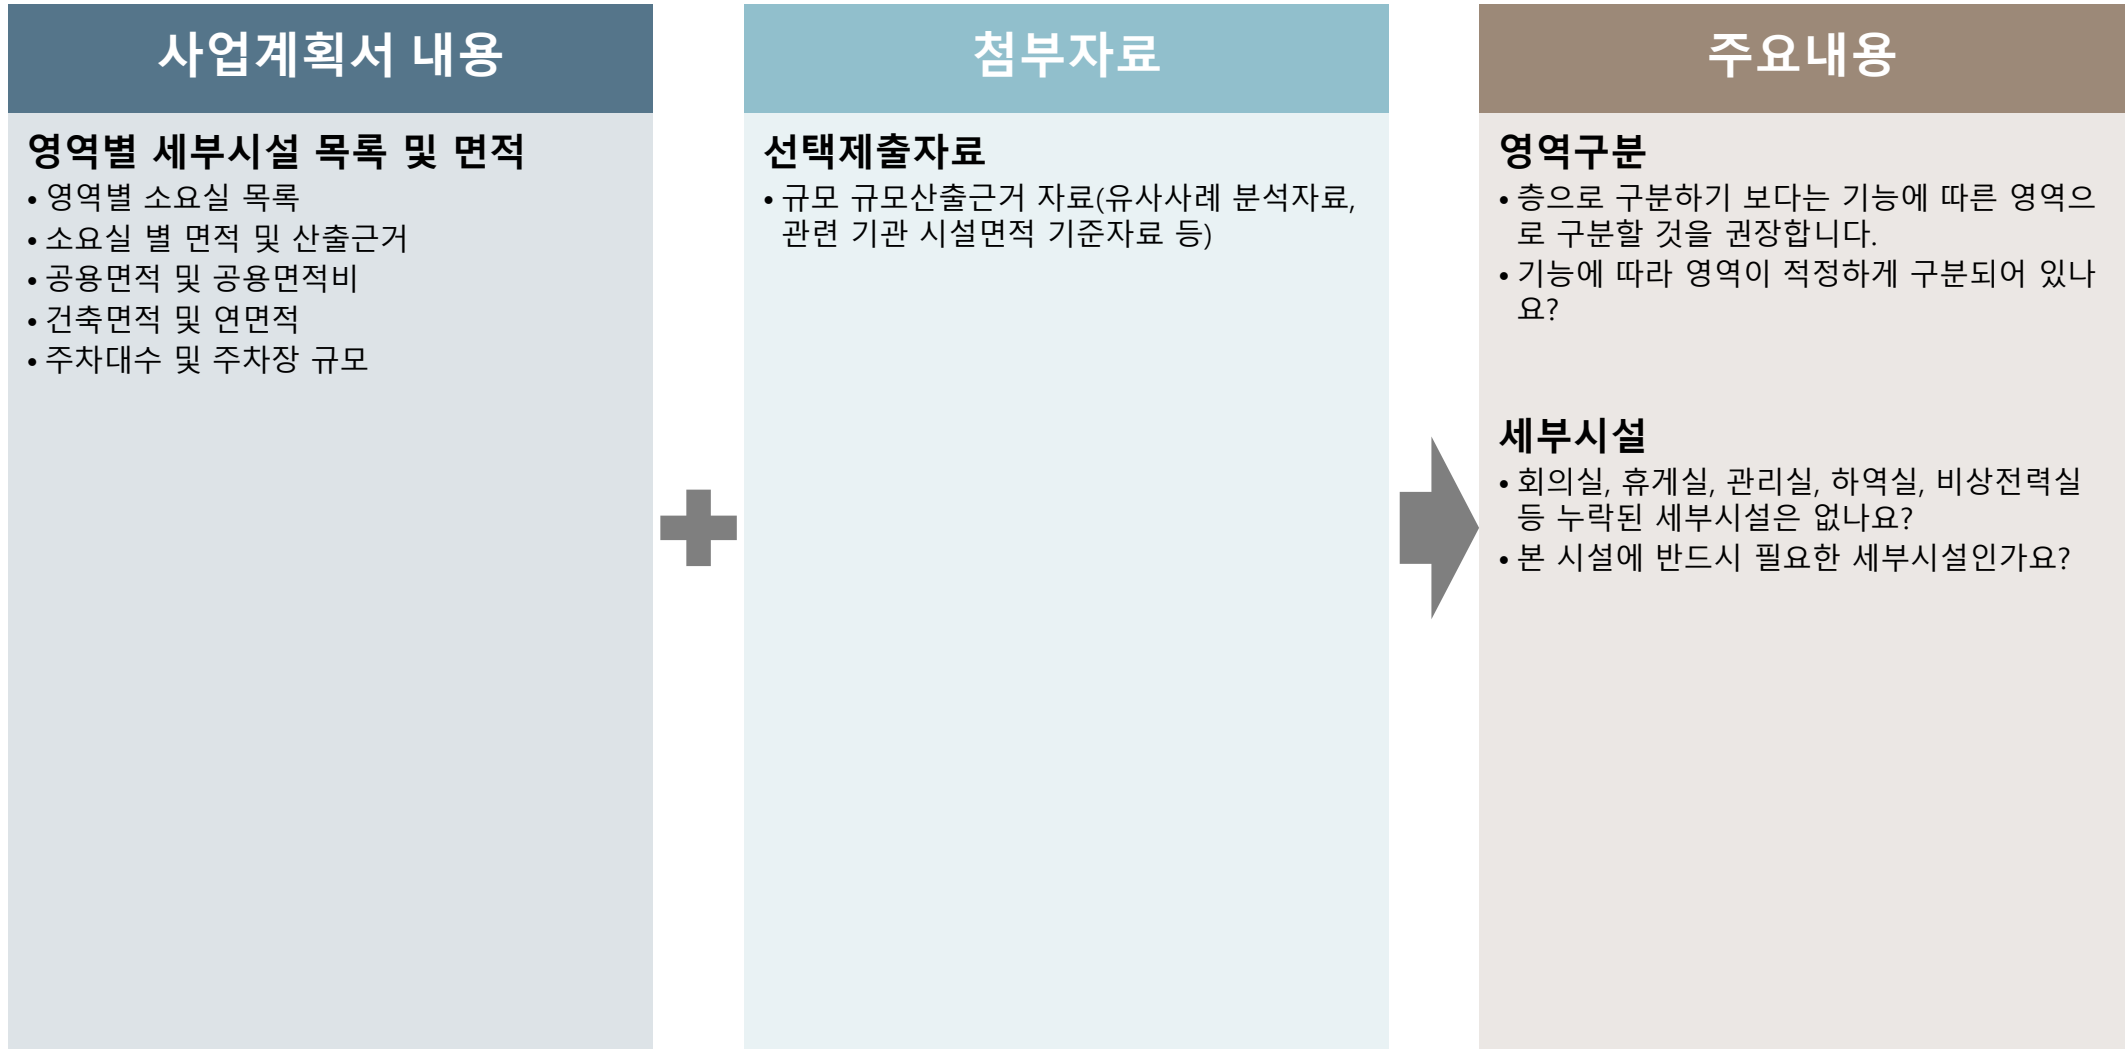 사업계획서 내용
영역별 세부시설 목록 및 면적
• 영역별 소요실 목록
• 소요실 별 면적 및 산출근거
• 공용면적 및 공용면적비
• 건축면적 및 연면적
• 주차대수 및 주차장 규모
첨부자료
선택제출자료
• 규모 규모산출근거 자료(유사사례 분석자료,
관련 기관 시설면적 기준자료 등)
주요내용
영역구분
• 층으로 구분하기 보다는 기능에 따른 영역으
로 구분할 것을 권장합니다.
• 기능에 따라 영역이 적정하게 구분되어 있나
요?
세부시설
• 회의실, 휴게실, 관리실, 하역실, 비상전력실
등 누락된 세부시설은 없나요?
• 본 시설에 반드시 필요한 세부시설인가요?